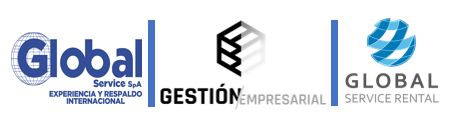 Global
Service SpA
EXPERIENCIA Y RESPALDO
INTERNACIONAL
GESTIÓN/EMPRESARIAL
GLOBAL
SERVICE RENTAL